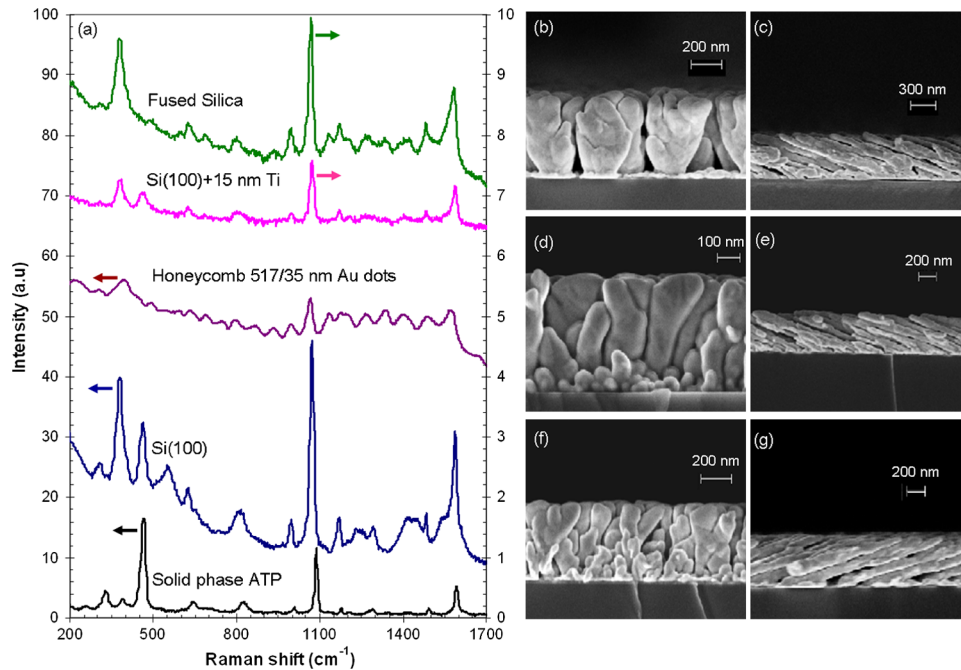 (a)
100
90
80
70
60
50
40
30
20
10
0
10
9
8
7
6
5
4
3
2
1
0
Fused Silica
Si(100)+15 nm Ti
Honeycomb 517/35 nm Au dots
Si(100)
Solid phase ATP
200 500 800 1100 1400 1700
Raman shift (cm⁻¹)
Intensity (a.u)
(b)
200 nm
(c)
300 nm
(d)
100 nm
(e)
200 nm
(f)
200 nm
(g)
200 nm